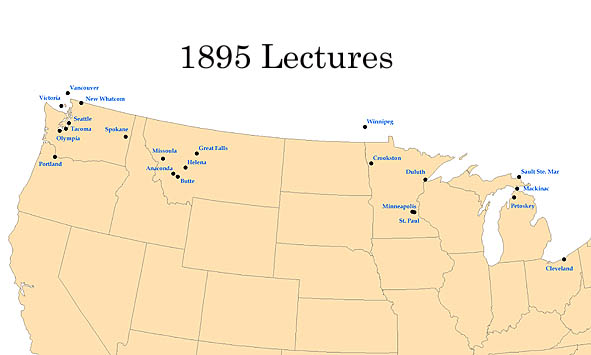 1895 Lectures
Vancouver
Victoria
New Whatcom
Seattle
Tacoma
Olympia
Spokane
Portland
Missoula
Great Falls
Helena
Anaconda
Butte
Winnipeg
Crookston
Duluth
Minneapolis
St. Paul
Sault Ste. Mar
Mackinac
Petoskey
Cleveland